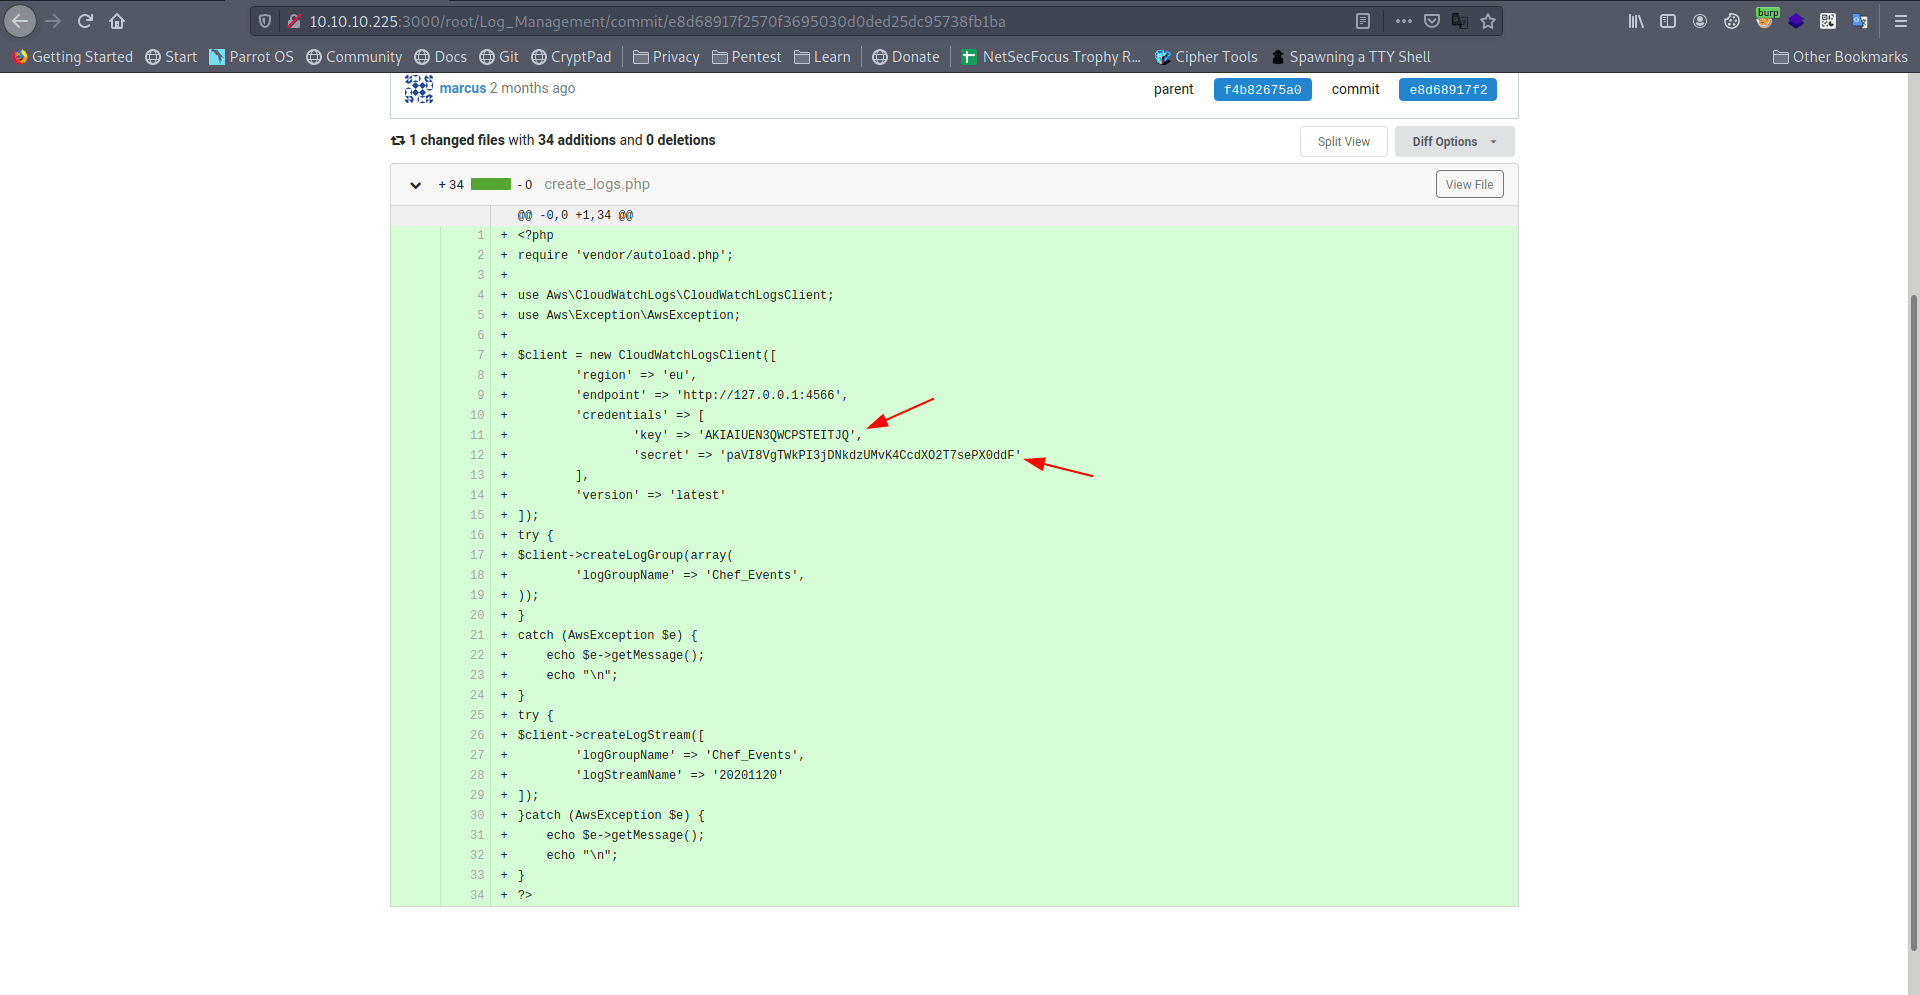 10.10.10.225:3000/root/Log_Management/commit/e8d68917f2570f3695030d0ded25dc95738fb1ba
burp
Getting Started Start Parrot OS Community Docs Git CryptPad Privacy Pentest Learn Donate NetSecFocus Trophy R... Cipher Tools Spawning a TTY Shell Other Bookmarks
marcus 2 months ago parent f4b82675a0 commit e8d68917f2
1 changed files with 34 additions and 0 deletions Split View Diff Options
+ 34 - 0 create_logs.php View File
@@ -0,0 +1,34 @@
1 + <?php
2 + require 'vendor/autoload.php';
3 +
4 + use Aws\CloudWatchLogs\CloudWatchLogsClient;
5 + use Aws\Exception\AwsException;
6 +
7 + $client = new CloudWatchLogsClient([
8 + 'region' => 'eu',
9 + 'endpoint' => 'http://127.0.0.1:4566',
10 + 'credentials' => [
11 + 'key' => 'AKIAIUEN3QWCPSTEITJQ',
12 + 'secret' => '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'
13 + ],
14 + 'version' => 'latest'
15 + ]);
16 + try {
17 + $client->createLogGroup(array(
18 + 'logGroupName' => 'Chef_Events',
19 + ));
20 + }
21 + catch (AwsException $e) {
22 + echo $e->getMessage();
23 + echo "\n";
24 + }
25 + try {
26 + $client->createLogStream([
27 + 'logGroupName' => 'Chef_Events',
28 + 'logStreamName' => '20201120'
29 + ]);
30 + }catch (AwsException $e) {
31 + echo $e->getMessage();
32 + echo "\n";
33 + }
34 + ?>